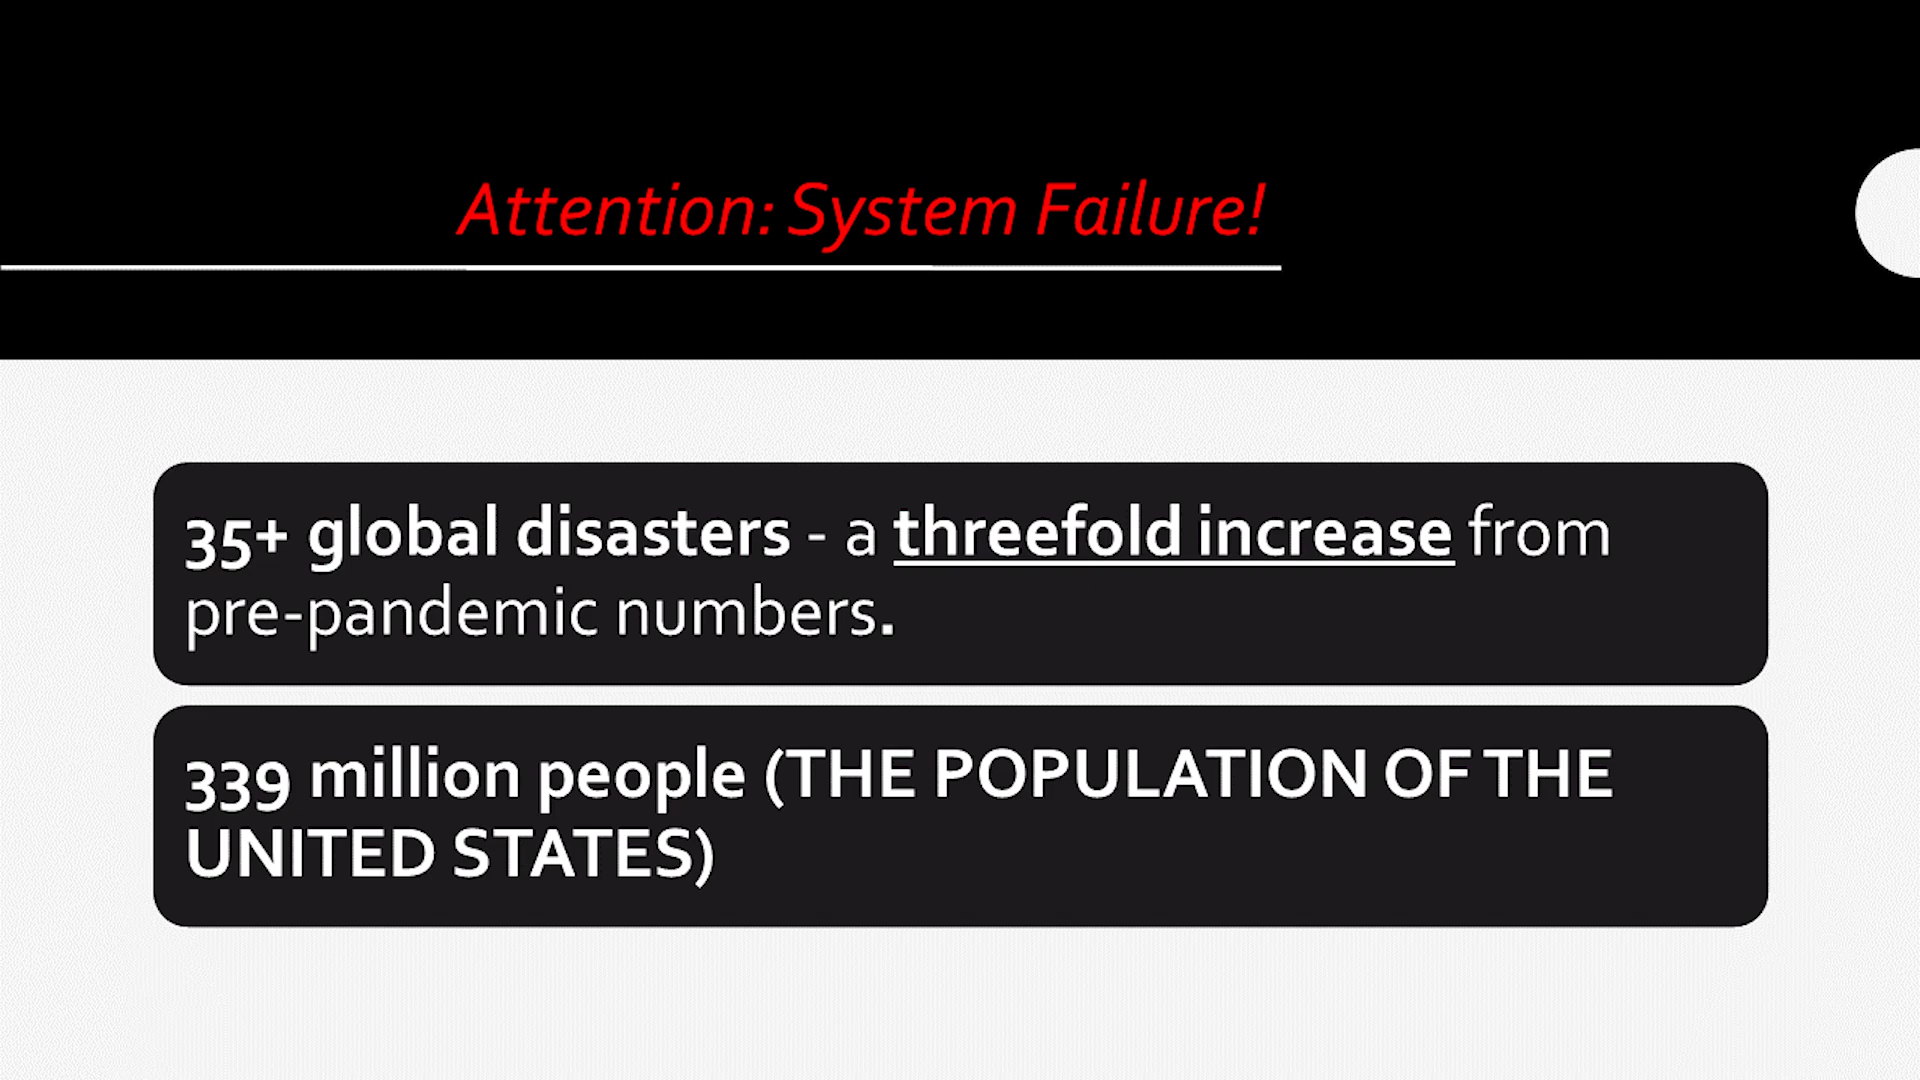 Attention: System Failure!
35+ global disasters - a threefold increase from
pre-pandemic numbers.
339 million people (THE POPULATION OF THE
UNITED STATES)